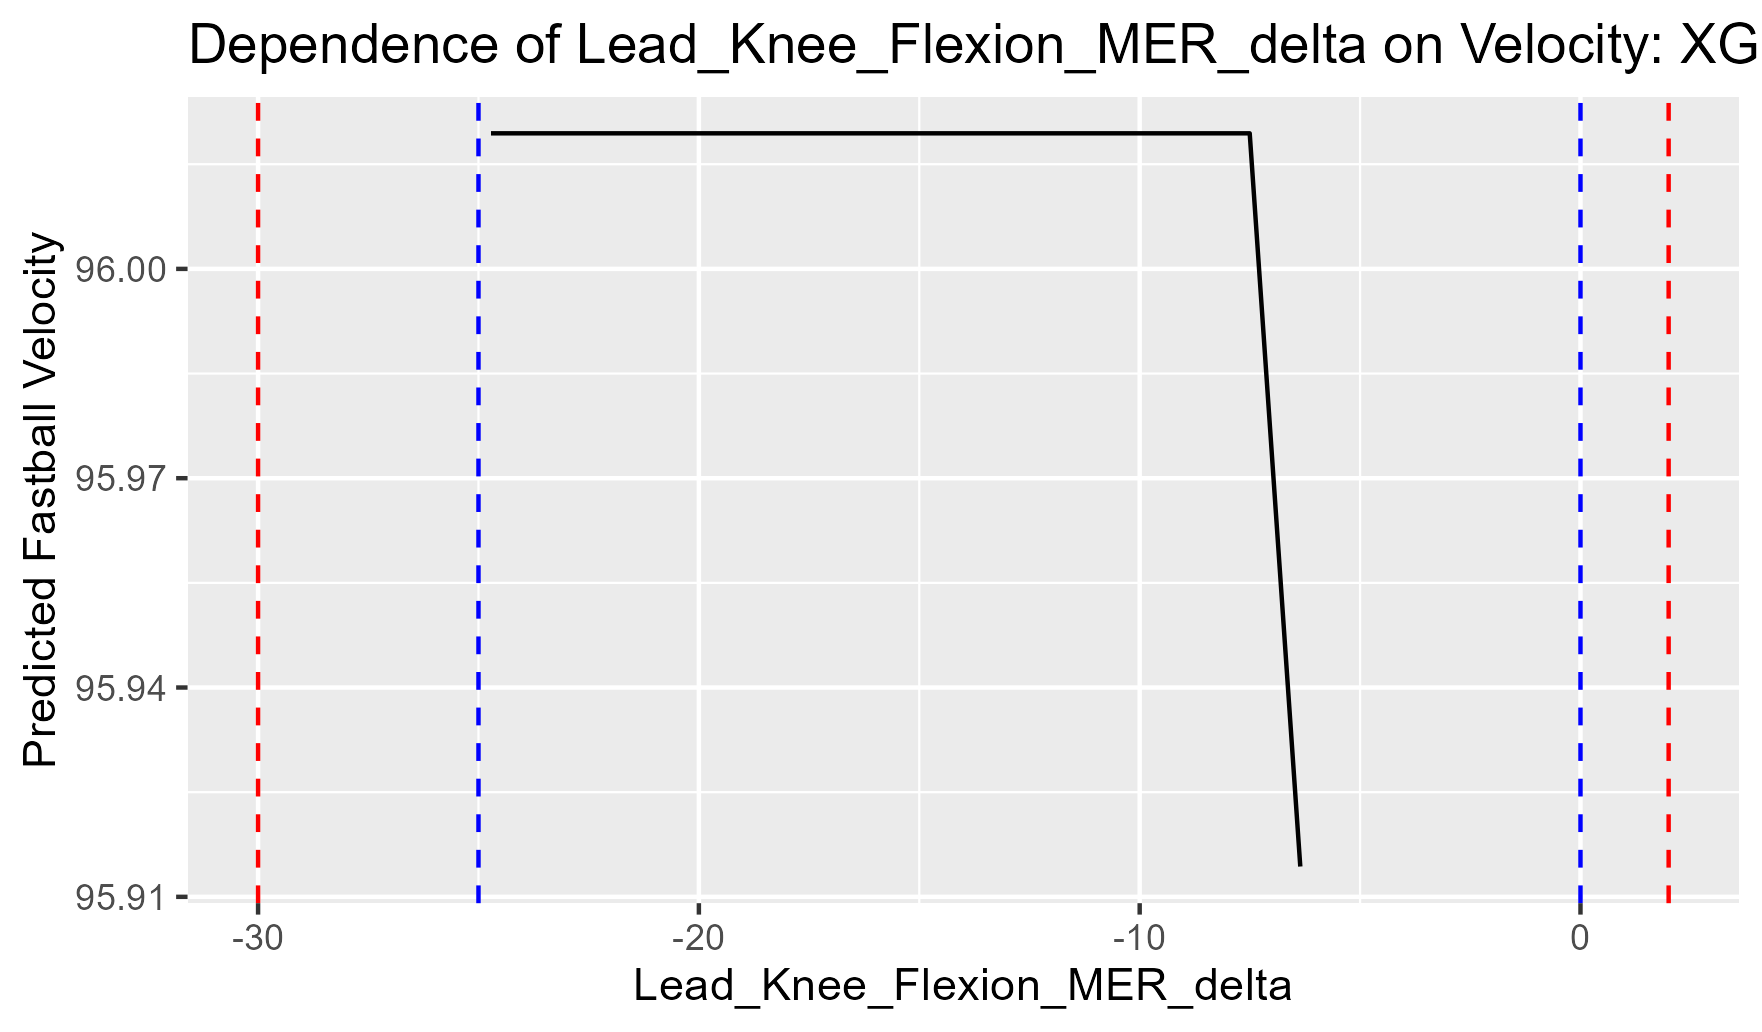 Dependence of Lead_Knee_Flexion_MER_delta on Velocity: XG
Predicted Fastball Velocity
96.00
95.97
95.94
95.91
-30 -20 -10 0
Lead_Knee_Flexion_MER_delta